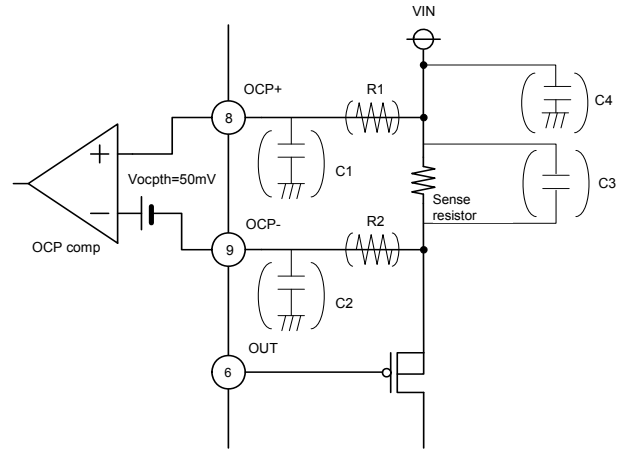 VIN
OCP+
R1
8
C4
C1
Vocpth=50mV
+
−
OCP comp
Sense
resistor
C3
OCP-
R2
9
C2
OUT
6